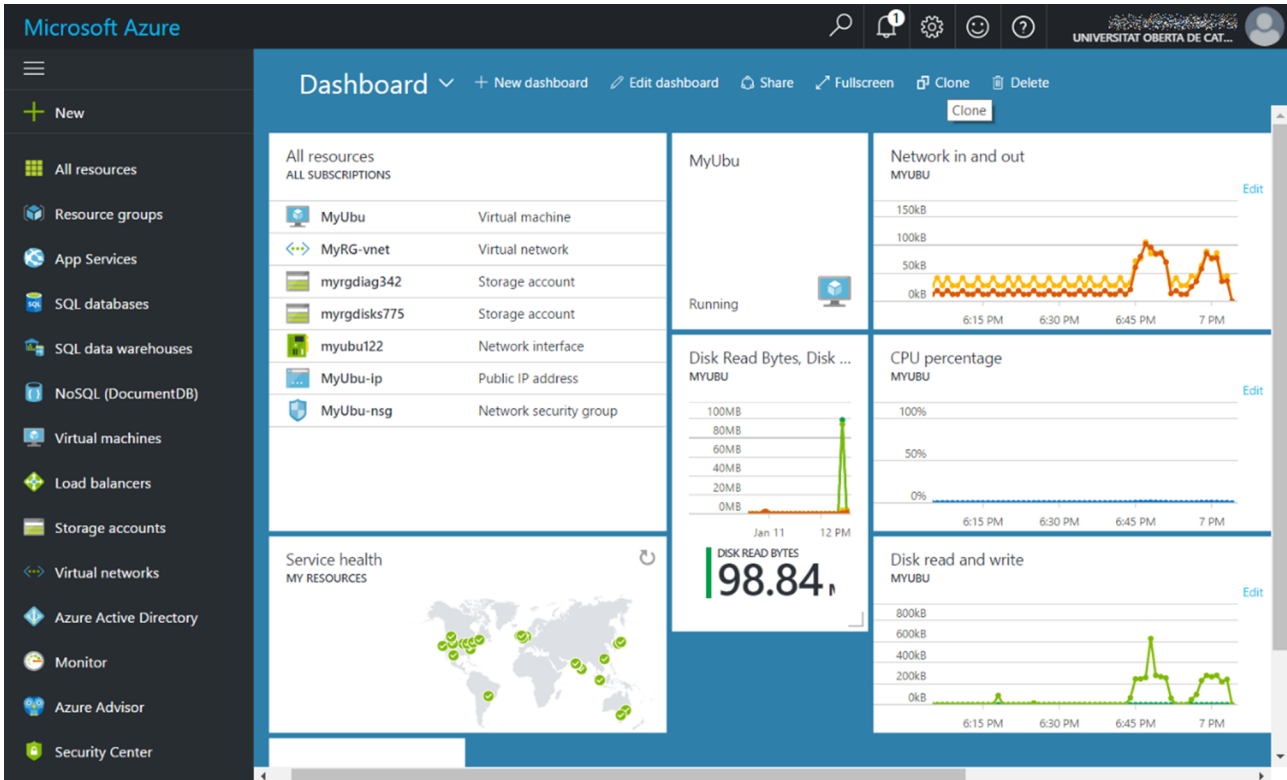 Microsoft Azure
1
UNIVERSITAT OBERTA DE CAT...
New
All resources
Resource groups
App Services
SQL databases
SQL data warehouses
NoSQL (DocumentDB)
Virtual machines
Load balancers
Storage accounts
Virtual networks
Azure Active Directory
Monitor
Azure Advisor
Security Center
Dashboard
New dashboard
Edit dashboard
Share
Fullscreen
Clone
Delete
Clone
All resources
ALL SUBSCRIPTIONS
MyUbu Virtual machine
MyRG-vnet Virtual network
myrgdiag342 Storage account
myrgdisks775 Storage account
myubu122 Network interface
MyUbu-ip Public IP address
MyUbu-nsg Network security group
Service health
MY RESOURCES
MyUbu
Running
Disk Read Bytes, Disk ...
MYUBU
100MB
80MB
60MB
40MB
20MB
0MB
Jan 11 12 PM
DISK READ BYTES
98.84
Network in and out
MYUBU
Edit
150kB
100kB
50kB
0kB
6:15 PM 6:30 PM 6:45 PM 7 PM
CPU percentage
MYUBU
Edit
100%
50%
0%
6:15 PM 6:30 PM 6:45 PM 7 PM
Disk read and write
MYUBU
Edit
800kB
600kB
400kB
200kB
0kB
6:15 PM 6:30 PM 6:45 PM 7 PM